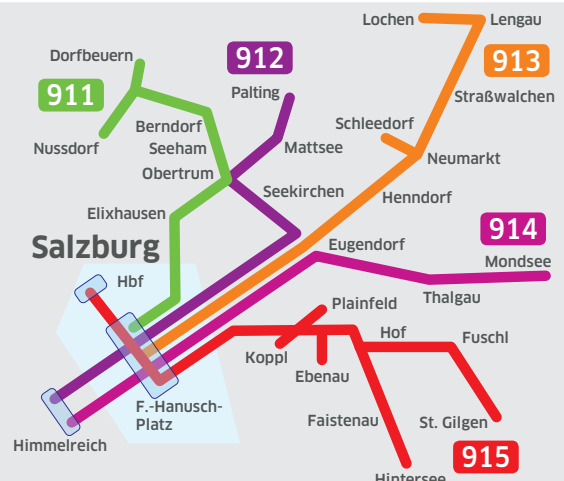 Lochen
Lengau
Dorfbeuern
912
913
911
Palting
Straßwalchen
Schleedorf
Berndorf
Nussdorf
Seeham
Mattsee
Neumarkt
Obertrum
Seekirchen
Henndorf
Elixhausen
914
Salzburg
Eugendorf
Mondsee
Hbf
Thalgau
Plainfeld
Hof
Fuschl
Koppl
Ebenau
F.-Hanusch-
Platz
Faistenau
St. Gilgen
Himmelreich
915
Hintersee